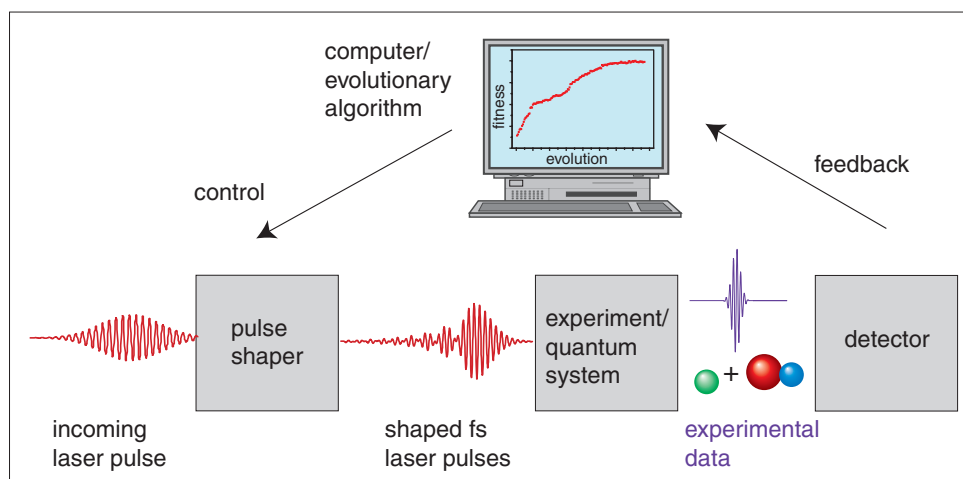 computer/
evolutionary
algorithm
fitness
evolution
control
feedback
pulse
shaper
experiment/
quantum
system
+
detector
incoming
laser pulse
shaped fs
laser pulses
experimental
data